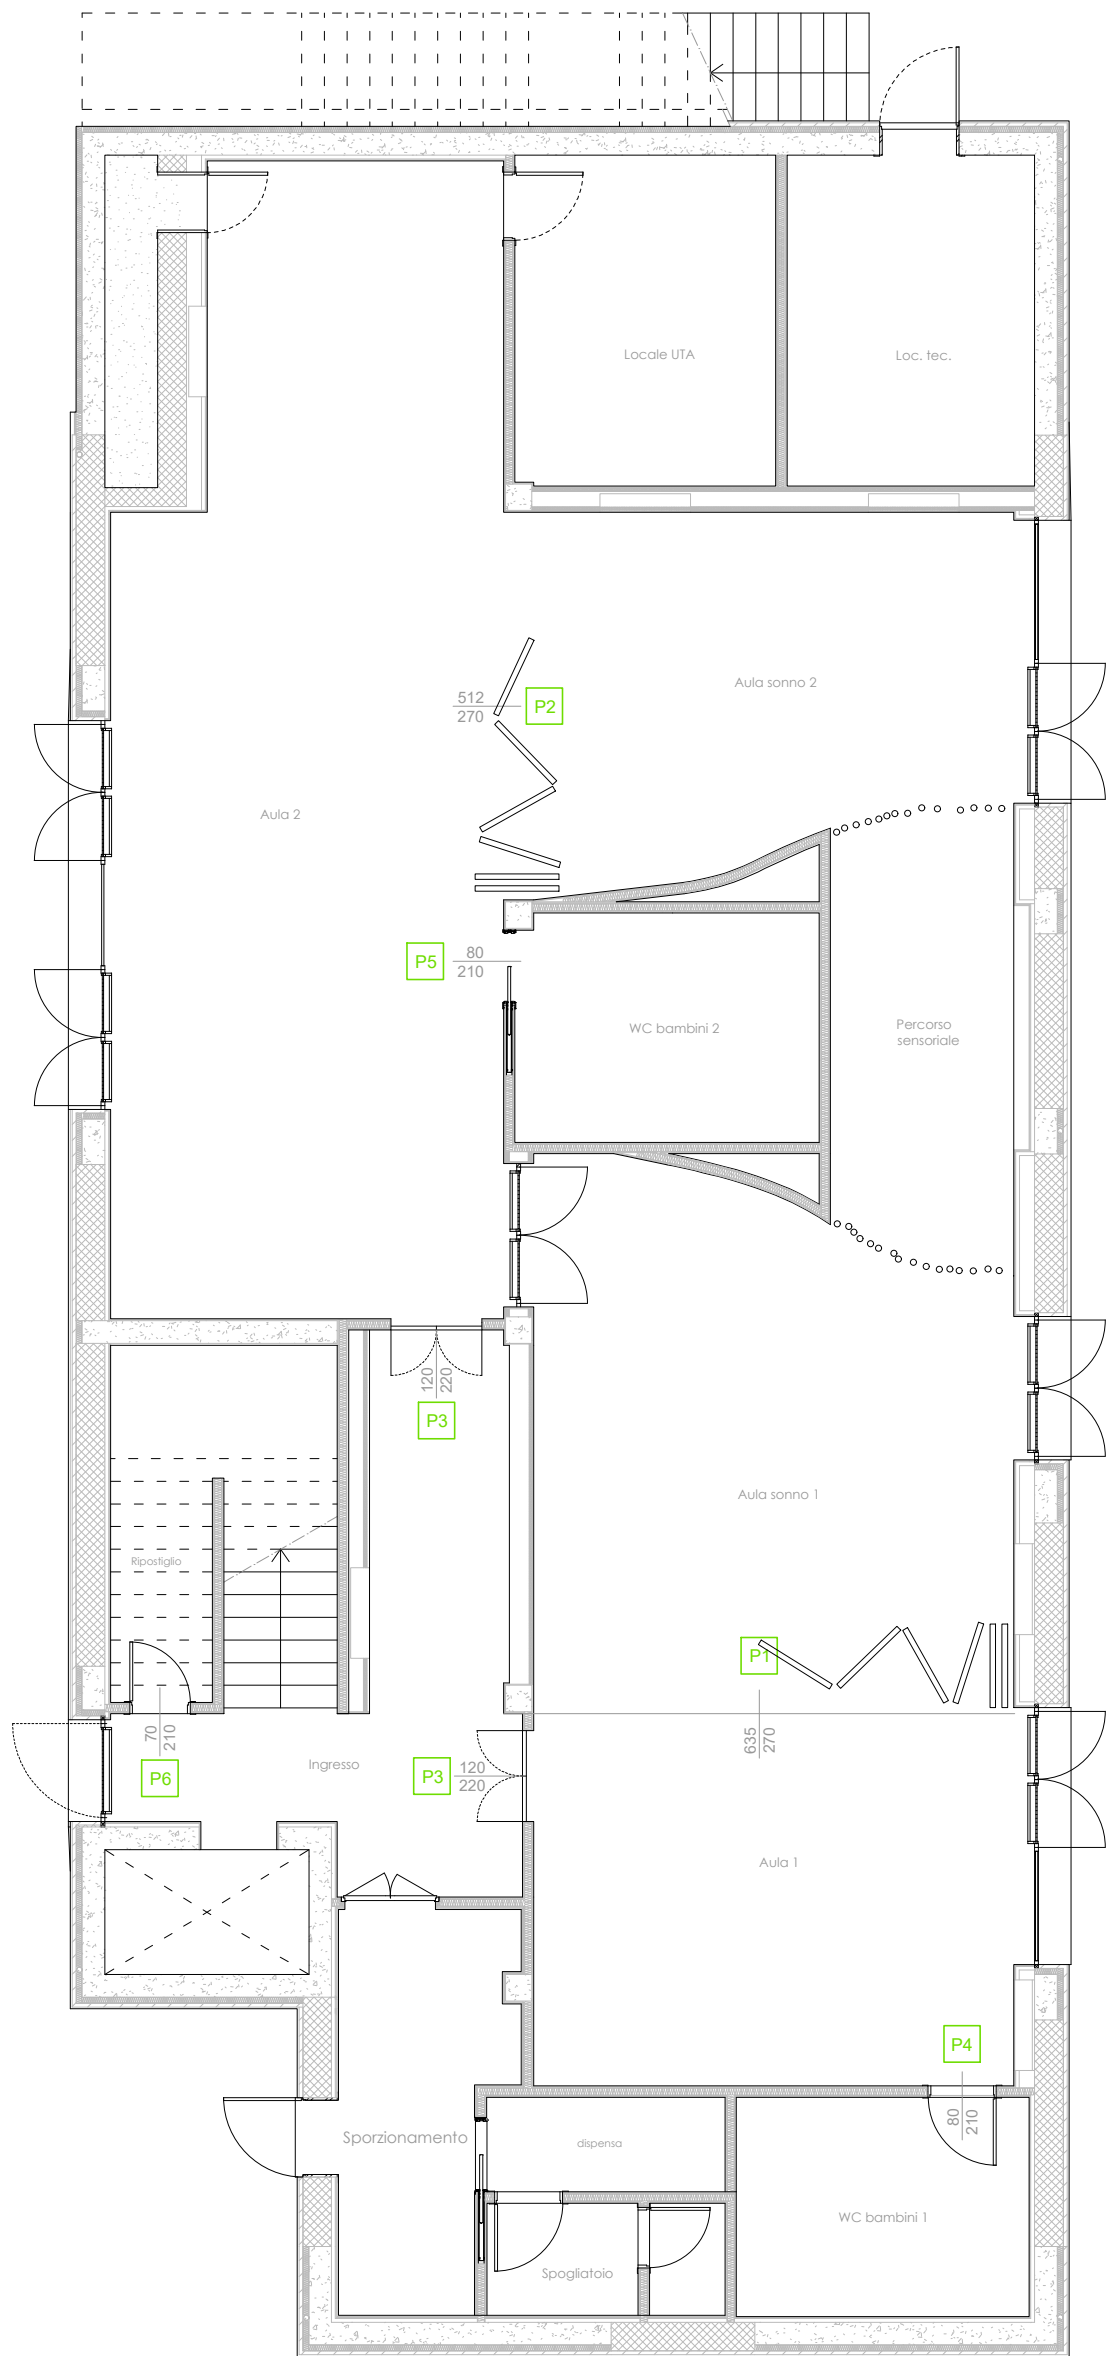 Locale UTA
Loc. tec.
Aula sonno 2
512
270
P2
Aula 2
P5
80
210
WC bambini 2
Percorso
sensoriale
120
220
P3
Aula sonno 1
Ripostiglio
P1
635
270
70
210
P6
Ingresso
P3
120
220
Aula 1
P4
80
210
Sporzionamento
dispensa
WC bambini 1
Spogliatoio